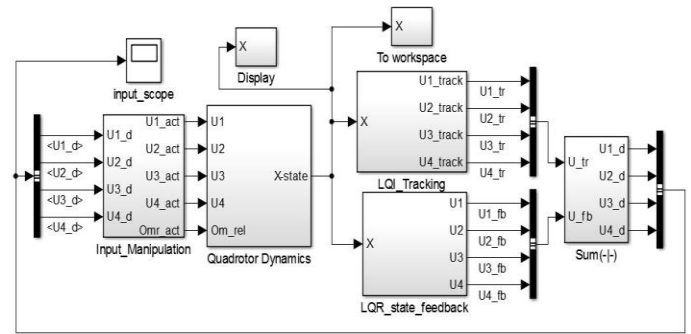 X
Display
X
To workspace
input_scope
<U1_d>
<U2_d>
<U3_d>
<U4_d>
U1_d
U2_d
U3_d
U4_d
U1_act
U2_act
U3_act
U4_act
Omr_act
Input_Manipulation
U1
U2
U3
U4
Om_rel
X-state
Quadrotor Dynamics
X
U1_track
U2_track
U3_track
U4_track
LQI_Tracking
U1_tr
U2_tr
U3_tr
U4_tr
X
U1
U2
U3
U4
LQR_state_feedback
U1_fb
U2_fb
U3_fb
U4_fb
U_tr
U_fb
U1_d
U2_d
U3_d
U4_d
Sum(-|-)